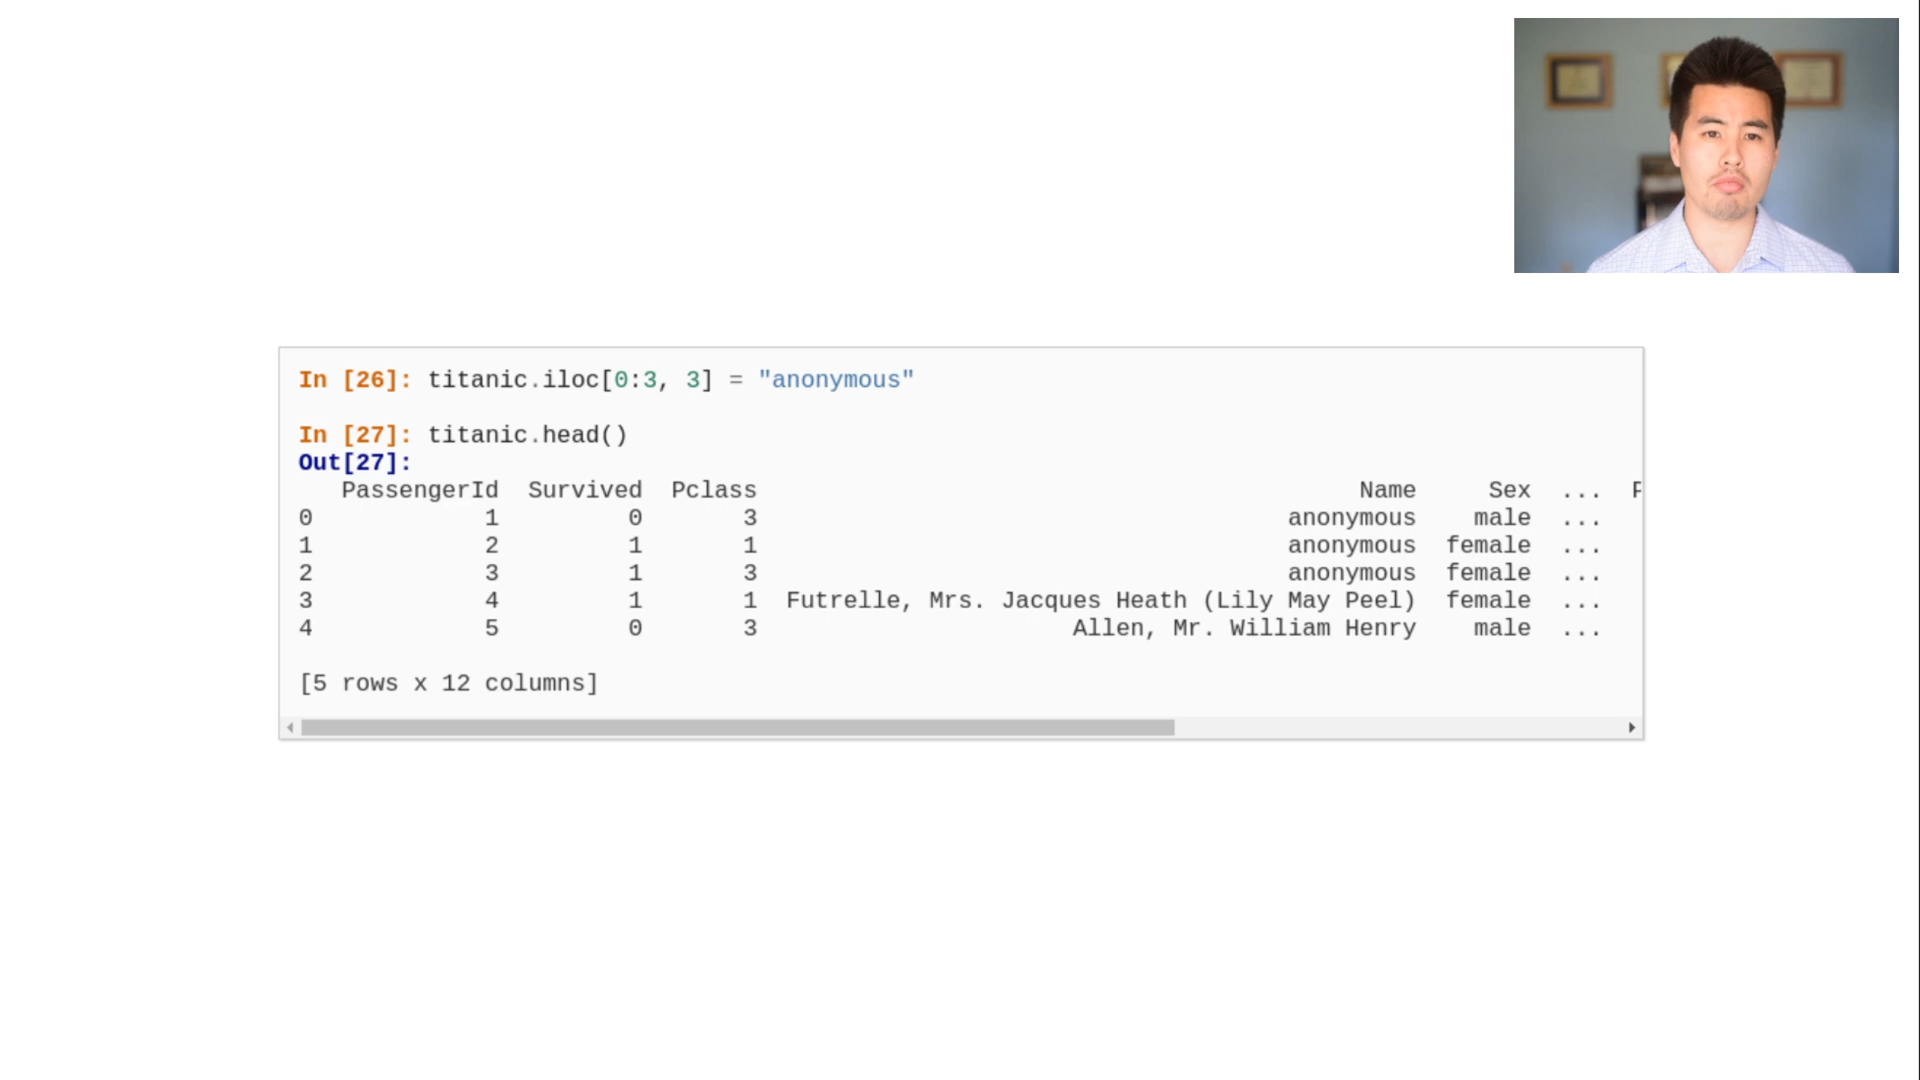 In [26]: titanic.iloc[0:3, 3] = "anonymous"
In [27]: titanic.head()
Out[27]:
PassengerId Survived Pclass Name Sex ...
0 1 0 3 anonymous male ...
1 2 1 1 anonymous female ...
2 3 1 3 anonymous female ...
3 4 1 1 Futrelle, Mrs. Jacques Heath (Lily May Peel) female ...
4 5 0 3 Allen, Mr. William Henry male ...
[5 rows x 12 columns]